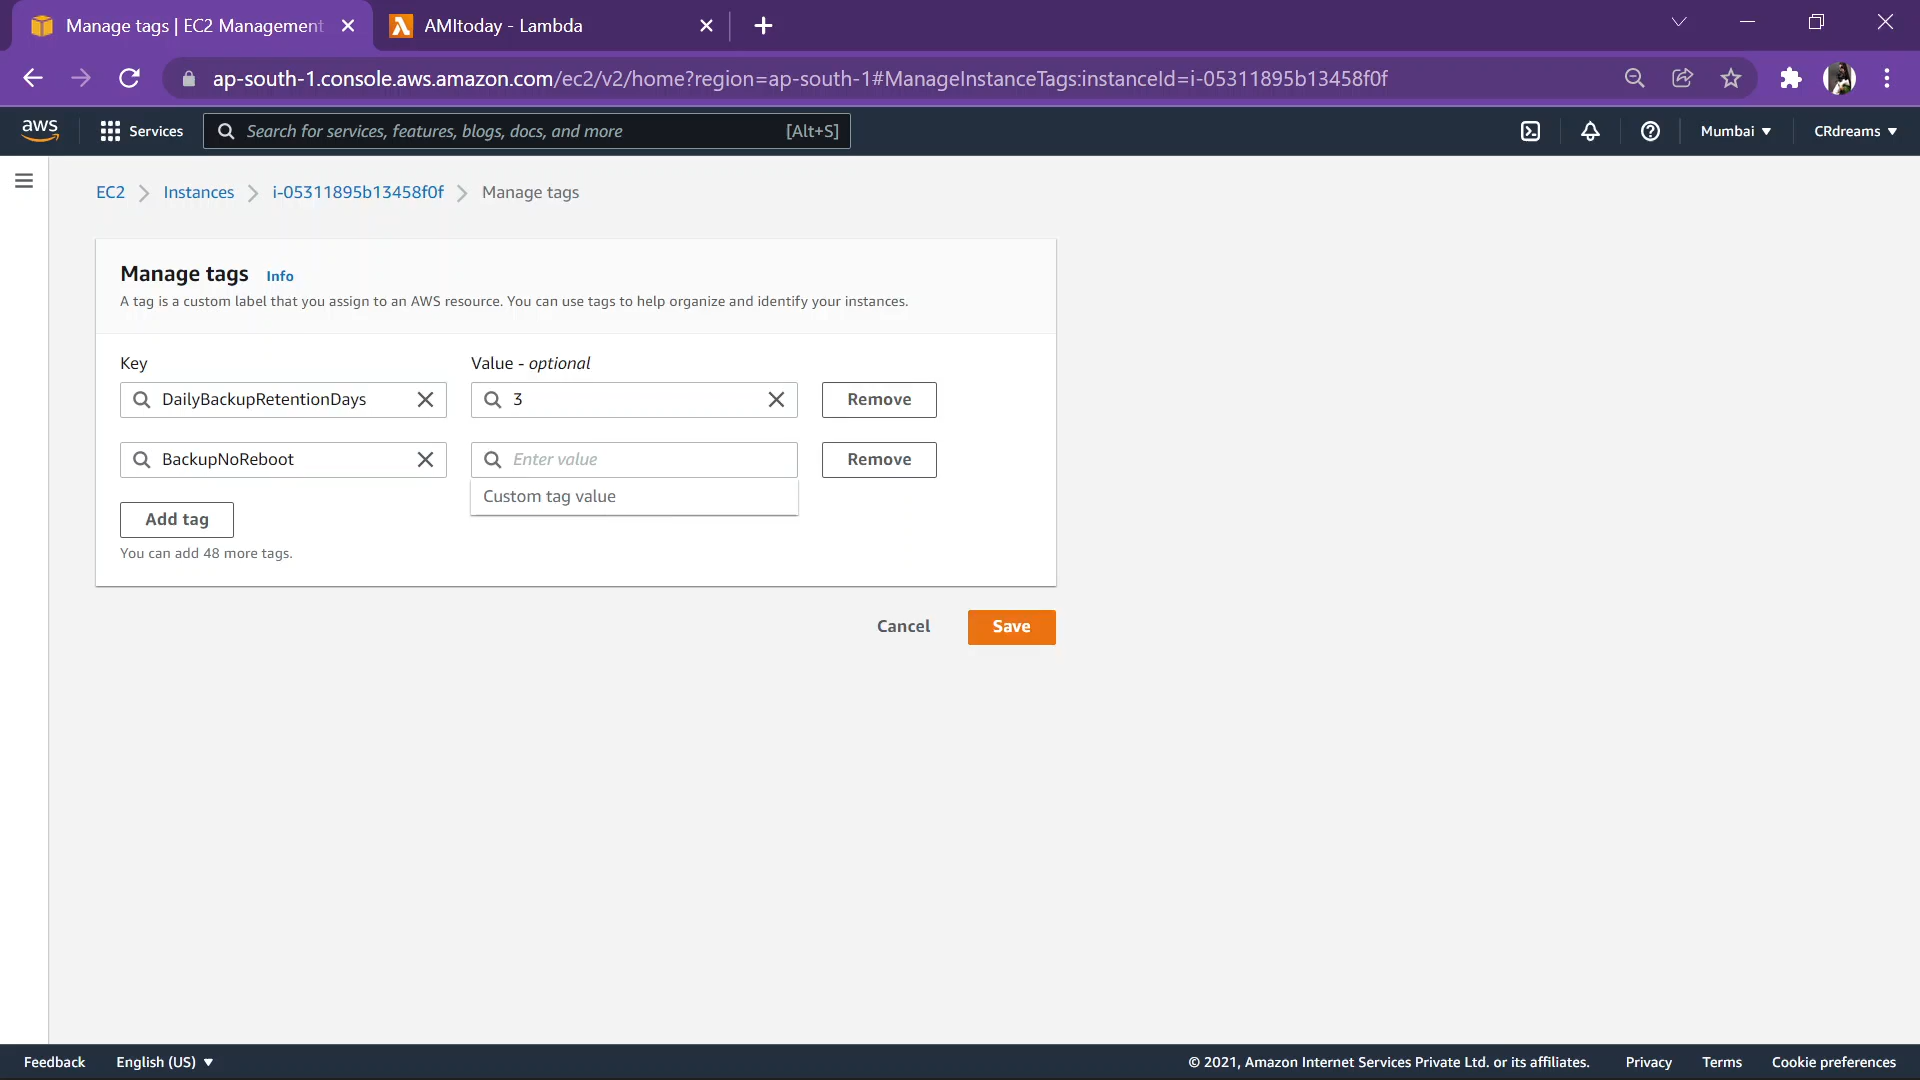 Manage tags | EC2 Management
AMItoday - Lambda
ap-south-1.console.aws.amazon.com/ec2/v2/home?region=ap-south-1#ManageInstanceTags:instanceId=i-05311895b13458f0f
aws
Services
Search for services, features, blogs, docs, and more
[Alt+S]
Mumbai
CRdreams
EC2
Instances
i-05311895b13458f0f
Manage tags
Manage tags Info
A tag is a custom label that you assign to an AWS resource. You can use tags to help organize and identify your instances.
Key
Value - optional
DailyBackupRetentionDays
3
Remove
BackupNoReboot
Enter value
Remove
Custom tag value
Add tag
You can add 48 more tags.
Cancel
Save
Feedback
English (US)
© 2021, Amazon Internet Services Private Ltd. or its affiliates.
Privacy
Terms
Cookie preferences